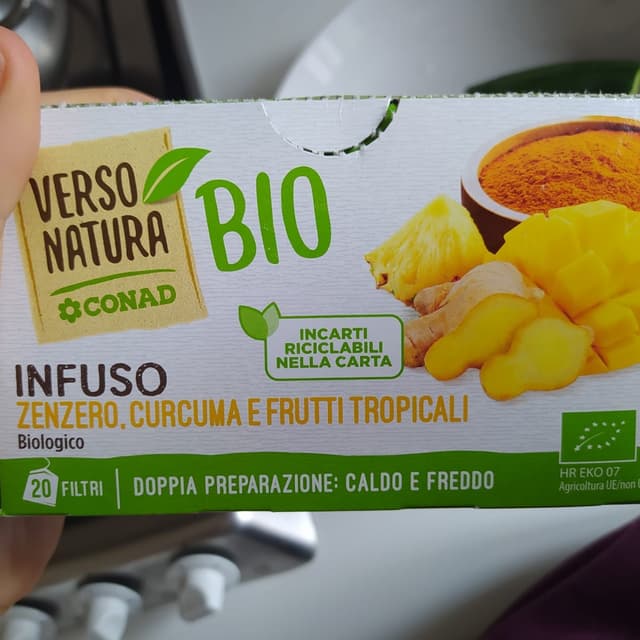 VERSO
NATURA
CONAD
BIO
INCARTI
RICICLABILI
NELLA CARTA
INFUSO
ZENZERO, CURCUMA E FRUTTI TROPICALI
Biologico
20 FILTRI
DOPPIA PREPARAZIONE: CALDO E FREDDO
HR EKO 07
Agricoltura UE/non